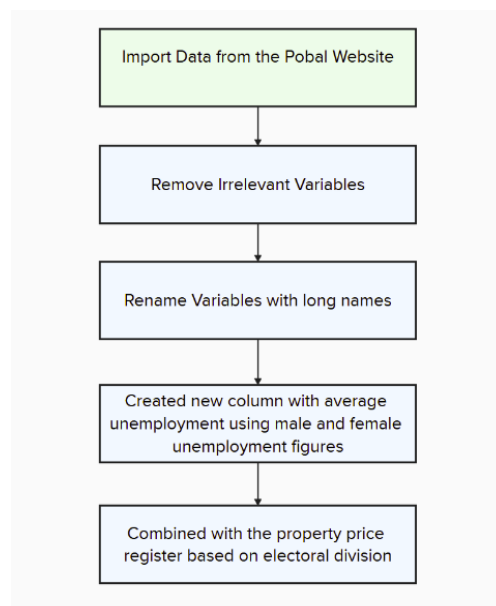 Import Data from the Pobal Website
Remove Irrelevant Variables
Rename Variables with long names
Created new column with average
unemployment using male and female
unemployment figures
Combined with the property price
register based on electoral division